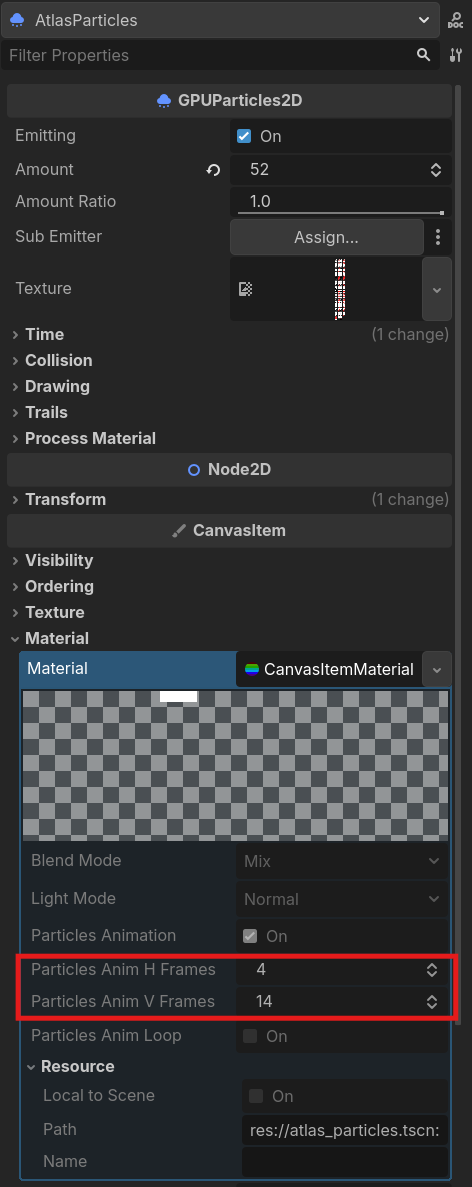 AtlasParticles
DOC
Filter Properties
GPUParticles2D
Emitting On
Amount 52
Amount Ratio 1.0
Sub Emitter Assign...
Texture
Time (1 change)
Collision
Drawing
Trails
Process Material
Node2D
Transform (1 change)
CanvasItem
Visibility
Ordering
Texture
Material
Material CanvasItemMaterial
Blend Mode Mix
Light Mode Normal
Particles Animation On
Particles Anim H Frames 4
Particles Anim V Frames 14
Particles Anim Loop On
Resource
Local to Scene On
Path res://atlas_particles.tscn:
Name